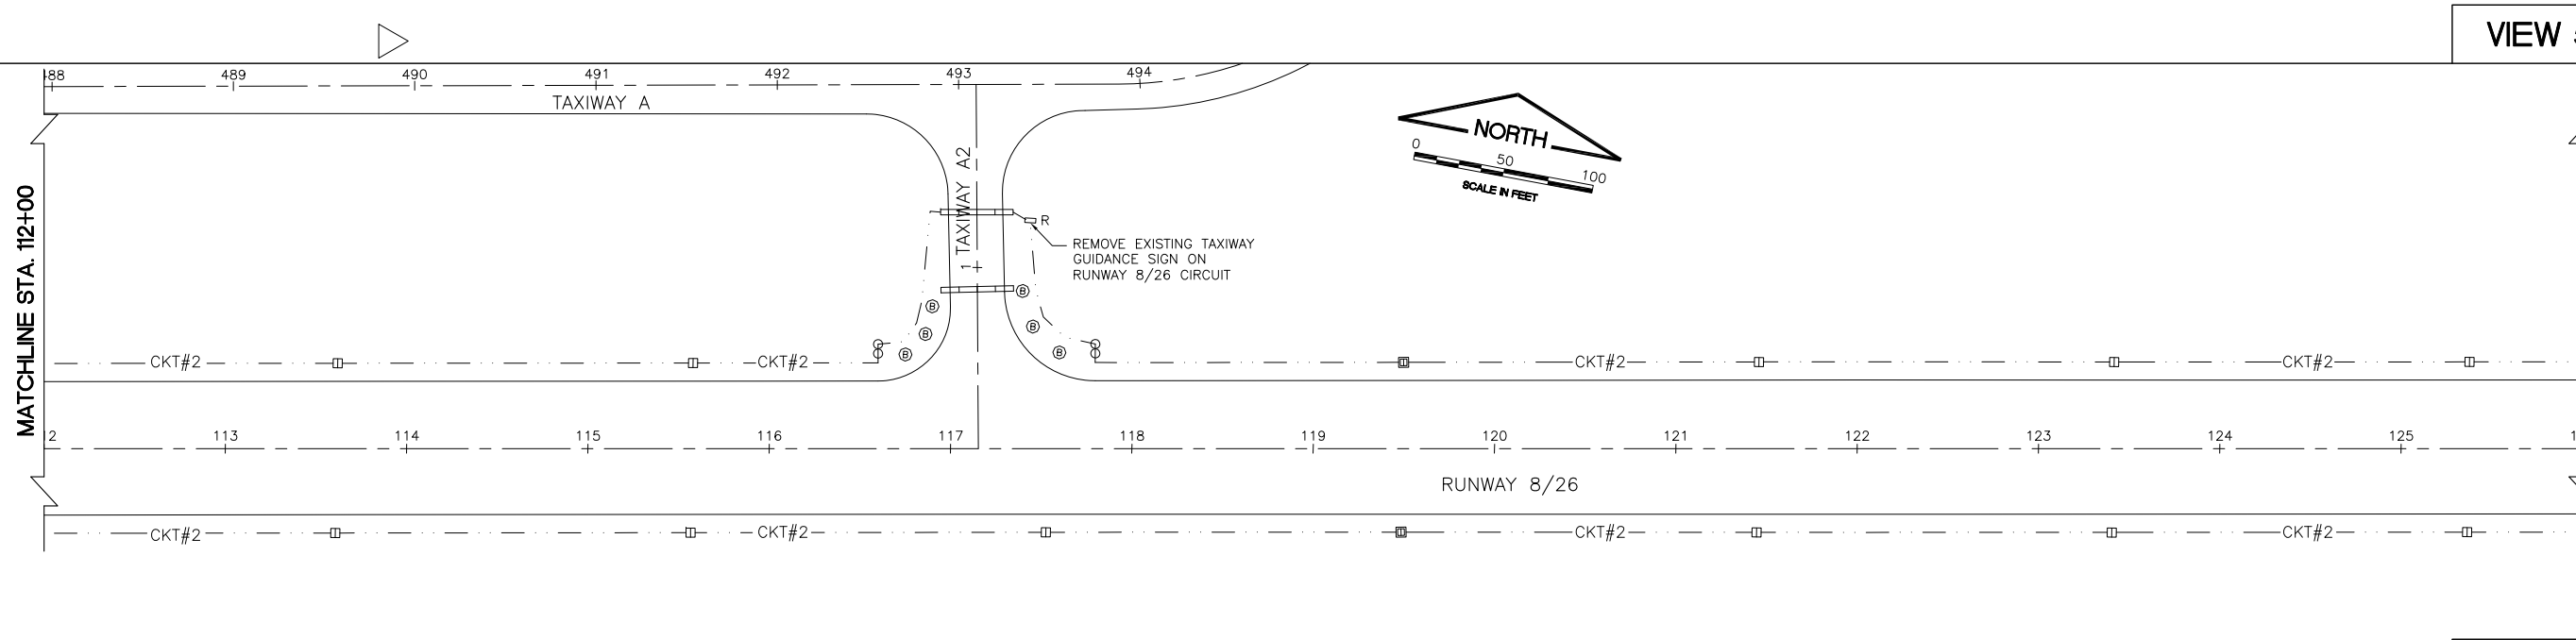 VIEW
489 490 491 492 493 494
TAXIWAY A
NORTH
0 50 100
SCALE IN FEET
TAXIWAY A2
1
R
REMOVE EXISTING TAXIWAY
GUIDANCE SIGN ON
RUNWAY 8/26 CIRCUIT
MATCHLINE STA. 112+00
B B
B B
B B
CKT#2 CKT#2 CKT#2 CKT#2
113 114 115 116 117 118 119 120 121 122 123 124 125
RUNWAY 8/26
CKT#2 CKT#2 CKT#2 CKT#2